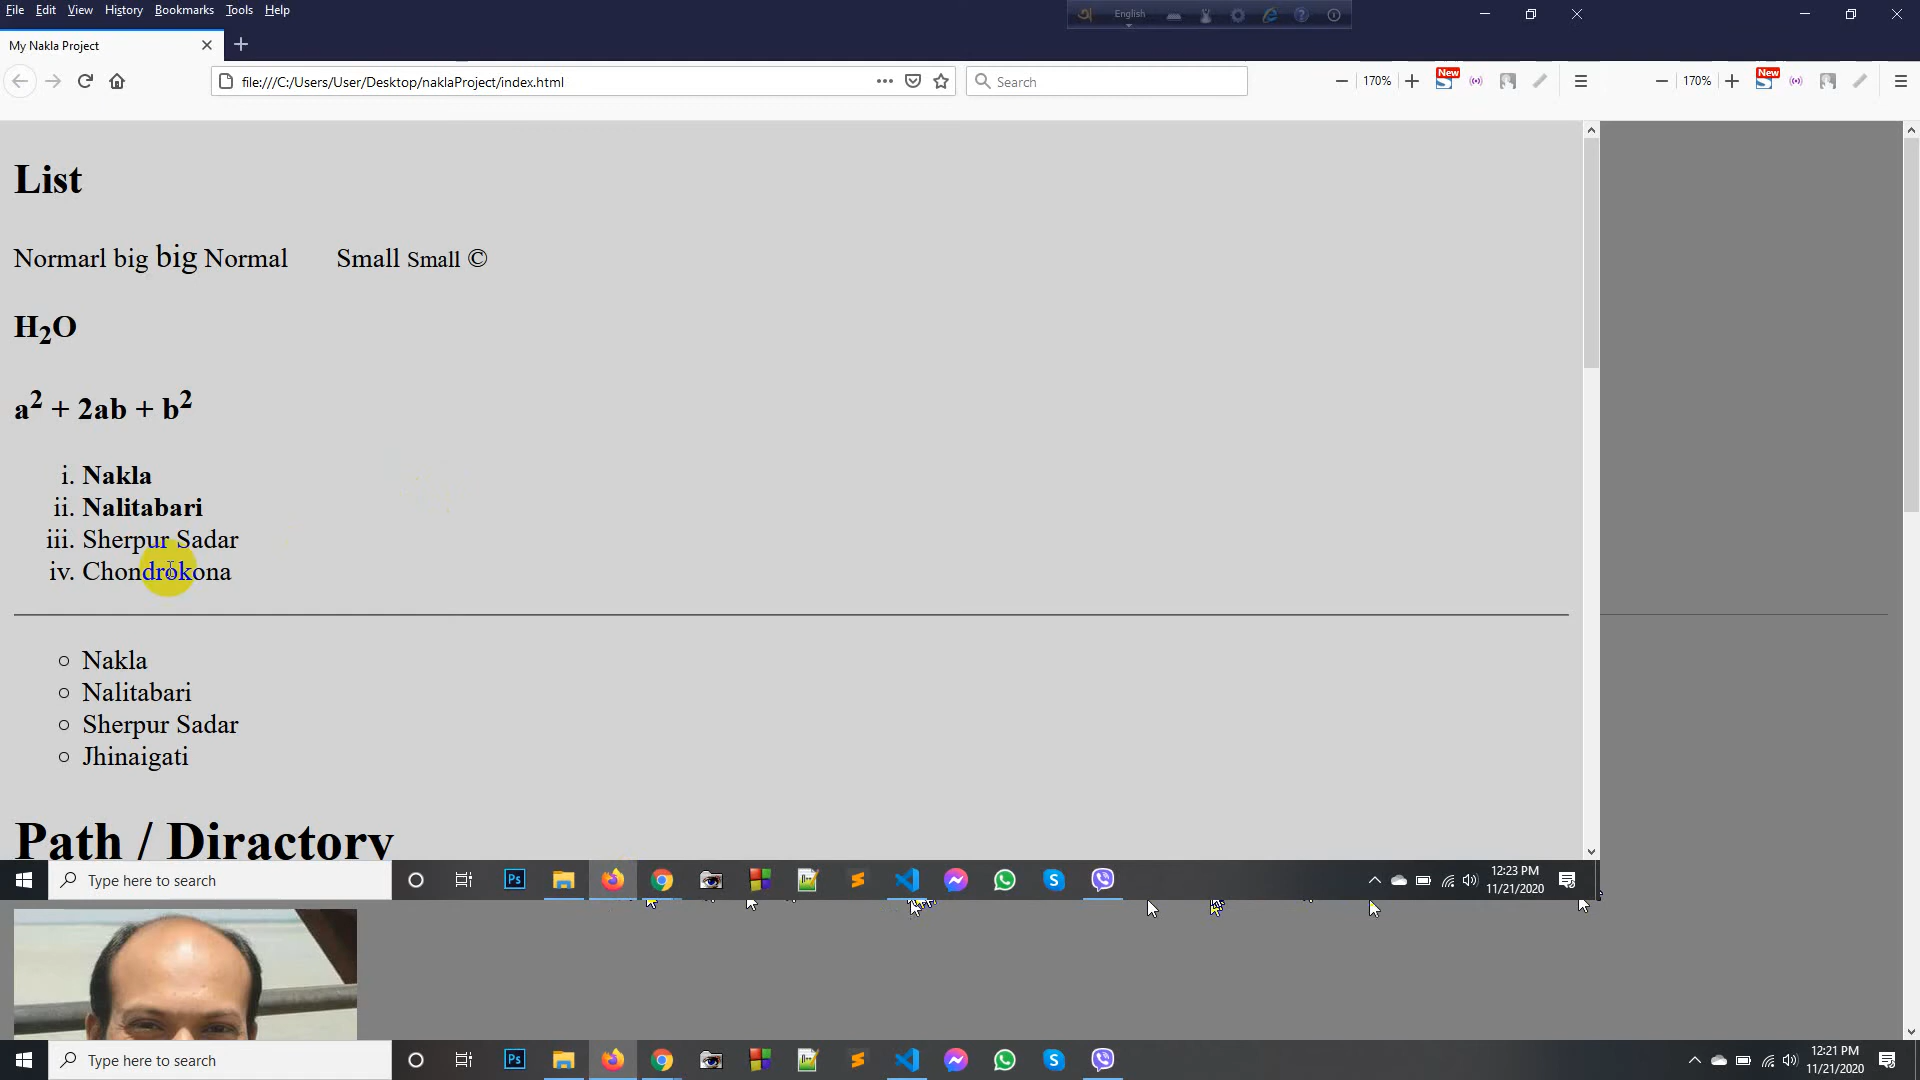 File Edit View History Bookmarks Tools Help
English
My Nakla Project
file:///C:/Users/User/Desktop/naklaProject/index.html
Search
170%
New
170%
New
List
Normarl big big Normal Small Small ©
H2O
a2 + 2ab + b2
i. Nakla
ii. Nalitabari
iii. Sherpur Sadar
iv. Chondrokona
Nakla
Nalitabari
Sherpur Sadar
Jhinaigati
Path / Diractory
Type here to search
Ps
12:23 PM
11/21/2020
Type here to search
Ps
12:21 PM
11/21/2020